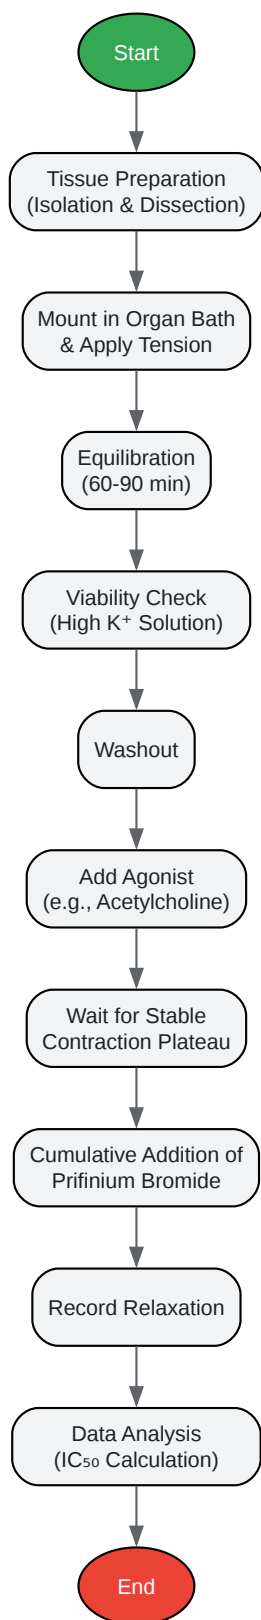 Start
Tissue Preparation
(Isolation & Dissection)
Mount in Organ Bath
& Apply Tension
Equilibration
(60-90 min)
Viability Check
(High K⁺ Solution)
Washout
Add Agonist
(e.g., Acetylcholine)
Wait for Stable
Contraction Plateau
Cumulative Addition of
Prifinium Bromide
Record Relaxation
Data Analysis
(IC₅₀ Calculation)
End